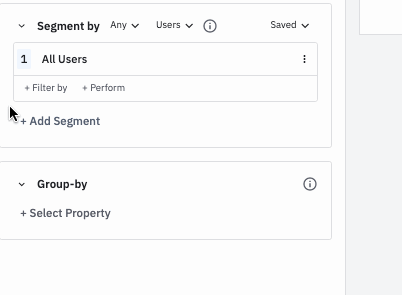 Segment by Any Users Saved
1 All Users
+ Filter by + Perform
+ Add Segment
Group-by
+ Select Property